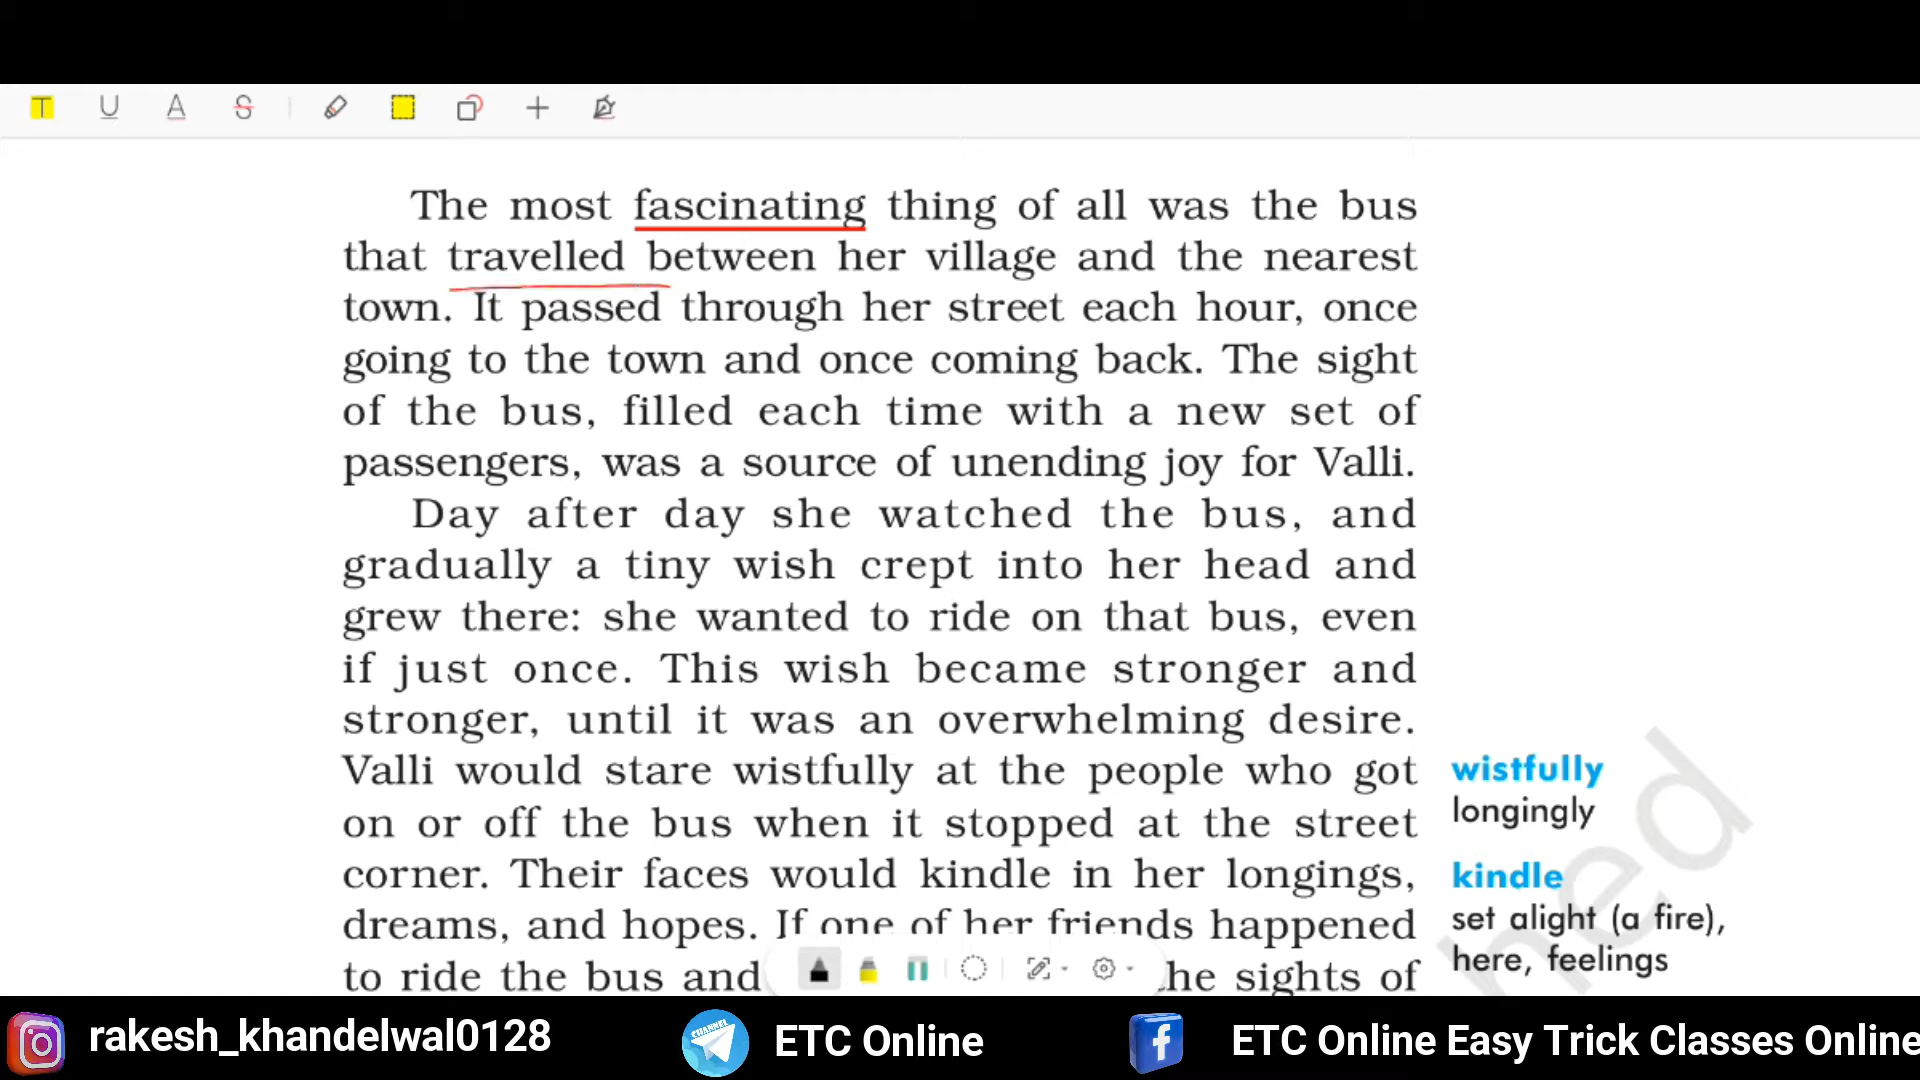 The most fascinating thing of all was the bus
that travelled between her village and the nearest
town. It passed through her street each hour, once
going to the town and once coming back. The sight
of the bus, filled each time with a new set of
passengers, was a source of unending joy for Valli.
Day after day she watched the bus, and
gradually a tiny wish crept into her head and
grew there: she wanted to ride on that bus, even
if just once. This wish became stronger and
stronger, until it was an overwhelming desire.
Valli would stare wistfully at the people who got
on or off the bus when it stopped at the street
corner. Their faces would kindle in her longings,
dreams, and hopes. If one of her friends happened
to ride the bus and he sights of
wistfully
longingly
kindle
set alight (a fire),
here, feelings
hed
rakesh_khandelwal0128
CHANNEL
ETC Online
ETC Online Easy Trick Classes Online